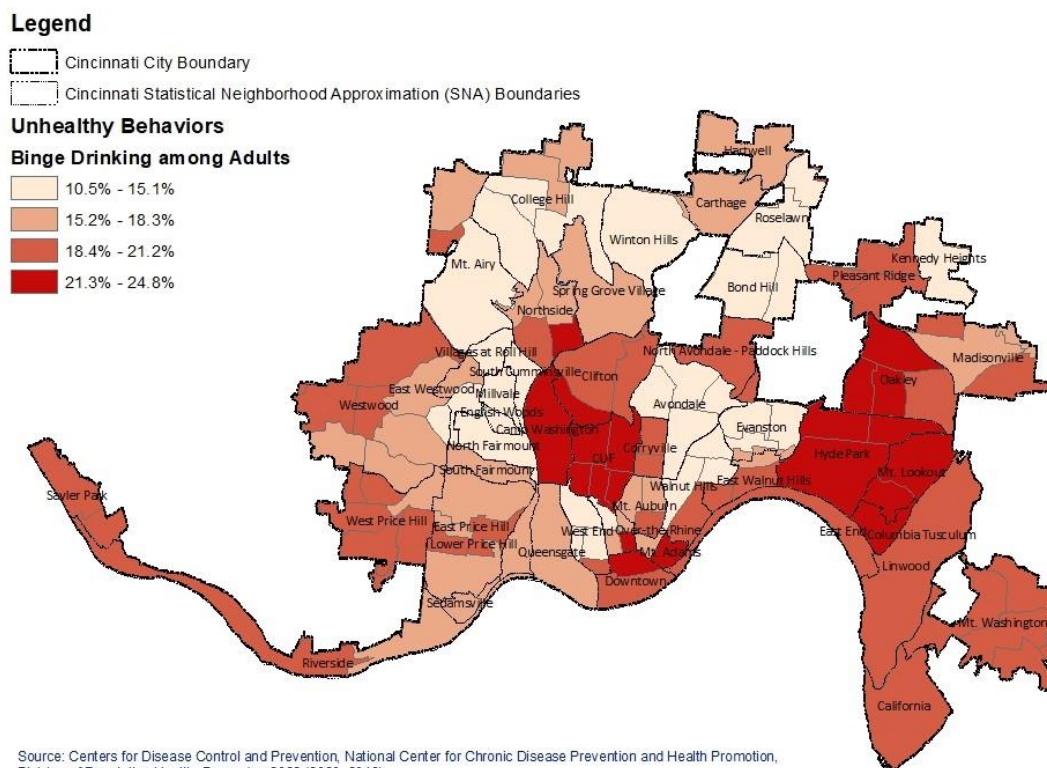 Legend
Cincinnati City Boundary
Cincinnati Statistical Neighborhood Approximation (SNA) Boundaries
Unhealthy Behaviors
Binge Drinking among Adults
10.5% - 15.1%
15.2% - 18.3%
18.4% - 21.2%
21.3% - 24.8%
Hartwell
College Hill
Carthage
Roselawn
Winton Hills
Mt. Airy
Kennedy Heights
Pleasant Ridge
Bond Hill
Spring Grove Village
Northside
Villages at Roll Hill
North Avondale - Paddock Hills
Madisonville
South Cumminsville
Clifton
Oakley
East Westwood
Millvale
Westwood
Avondale
English Woods
Camp Washington
Evanston
North Fairmount
Corryville
CUF
Hyde Park
South Fairmount
Mt. Lookout
Walnut Hills
East Walnut Hills
Sayler Park
Mt. Auburn
West Price Hill
East Price Hill
West End
Over-the-Rhine
East End
Columbia Tusculum
Lower Price Hill
Queensgate
Mt. Adams
Linwood
Downtown
Sedamsville
Mt. Washington
Riverside
California
Source: Centers for Disease Control and Prevention, National Center for Chronic Disease Prevention and Health Promotion,